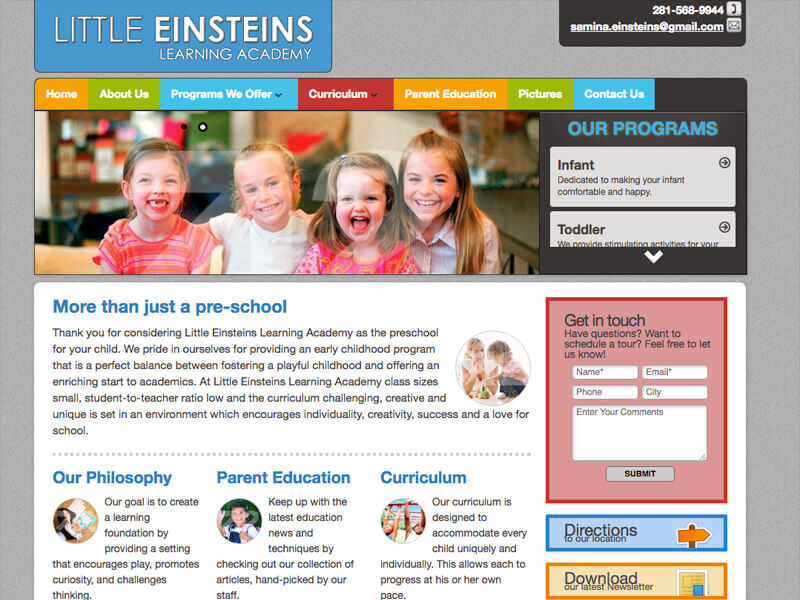 LITTLE EINSTEINS
LEARNING ACADEMY
281-568-9944
samina.einsteins@gmail.com
Home
About Us
Programs We Offer
Curriculum
Parent Education
Pictures
Contact Us
OUR PROGRAMS
Infant
Dedicated to making your infant
comfortable and happy.
Toddler
We provide stimulating activities for your
More than just a pre-school
Thank you for considering Little Einsteins Learning Academy as the preschool
for your child. We pride in ourselves for providing an early childhood program
that is a perfect balance between fostering a playful childhood and offering an
enriching start to academics. At Little Einsteins Learning Academy class sizes
small, student-to-teacher ratio low and the curriculum challenging, creative and
unique is set in an environment which encourages individuality, creativity, success and a love for
school.
Get in touch
Have questions? Want to
schedule a tour? Feel free to let
us know!
Name*
Email*
Phone
City
Enter Your Comments
SUBMIT
Our Philosophy
Our goal is to create
a learning
foundation by
providing a setting
that encourages play, promotes
curiosity, and challenges
thinking.
Parent Education
Keep up with the
latest education
news and
techniques by
checking out our collection of
articles, hand-picked by our
staff.
Curriculum
Our curriculum is
designed to
accommodate every
child uniquely and
individually. This allows each to
progress at his or her own
pace.
Directions
to our location
Download
our latest Newsletter